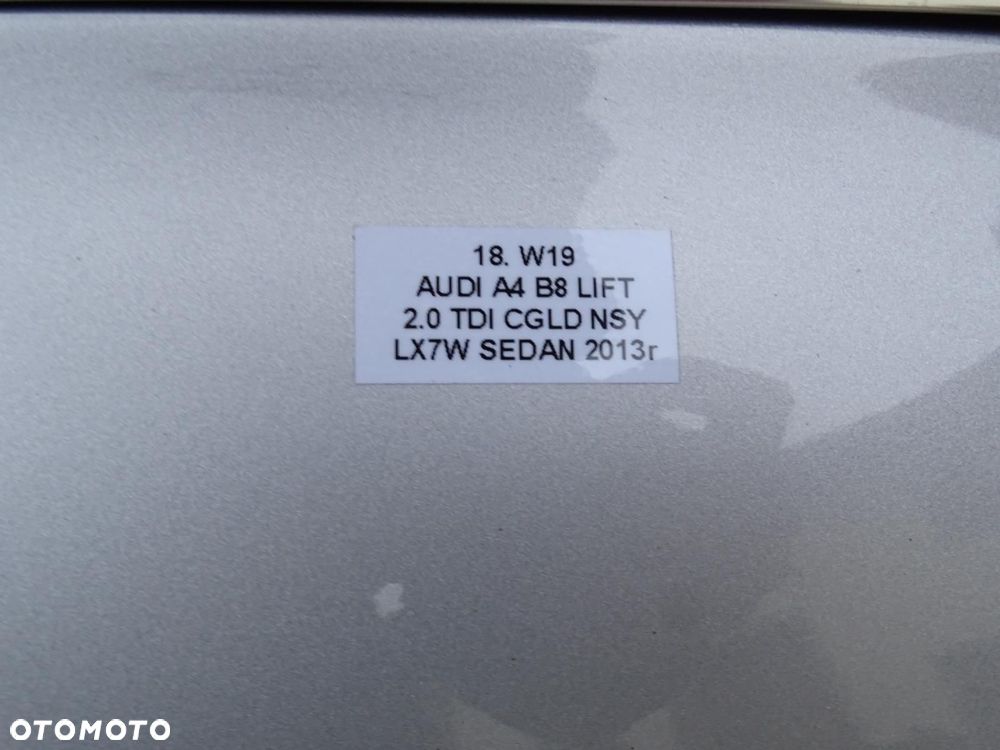 18. W19
AUDI A4 B8 LIFT
2.0 TDI CGLD NSY
LX7W SEDAN 2013r
OTOMOTO